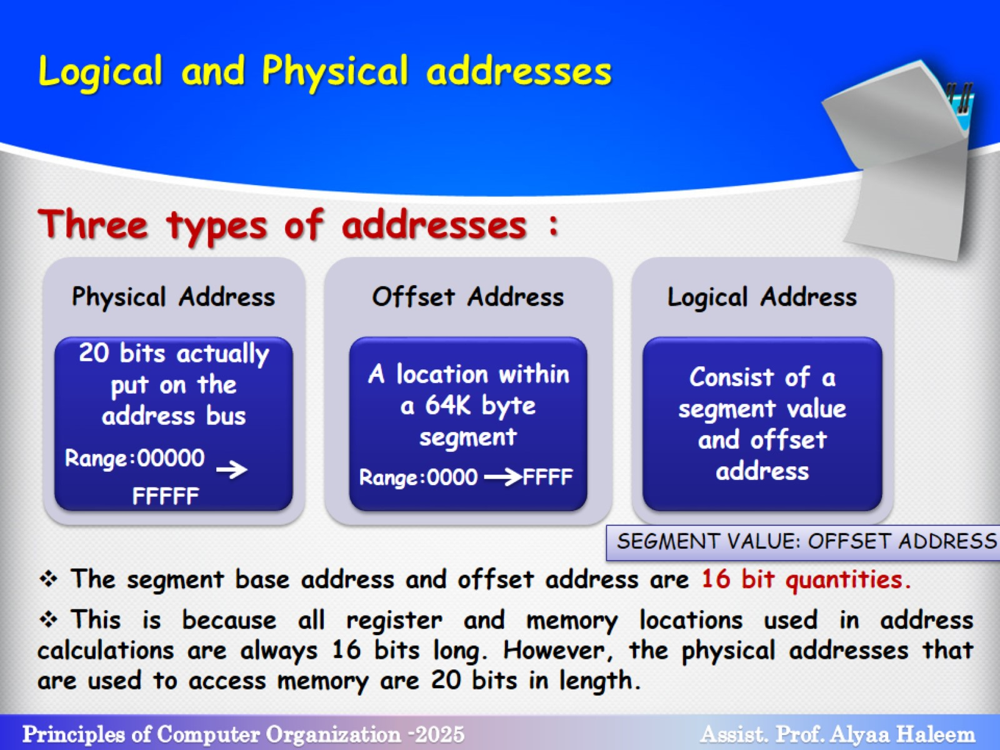 Logical and Physical addresses
Three types of addresses :
Physical Address
20 bits actually
put on the
address bus
Range:00000 →
FFFFF
Offset Address
A location within
a 64K byte
segment
Range:0000 →FFFF
Logical Address
Consist of a
segment value
and offset
address
SEGMENT VALUE: OFFSET ADDRESS
❖ The segment base address and offset address are 16 bit quantities.
❖ This is because all register and memory locations used in address
calculations are always 16 bits long. However, the physical addresses that
are used to access memory are 20 bits in length.
Principles of Computer Organization -2025
Assist. Prof. Alyaa Haleem